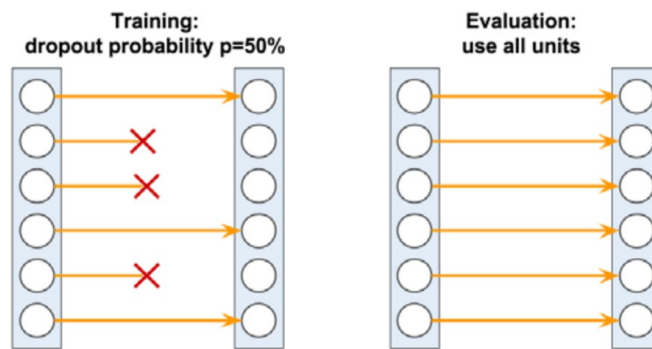 Training:
dropout probability p=50%
Evaluation:
use all units